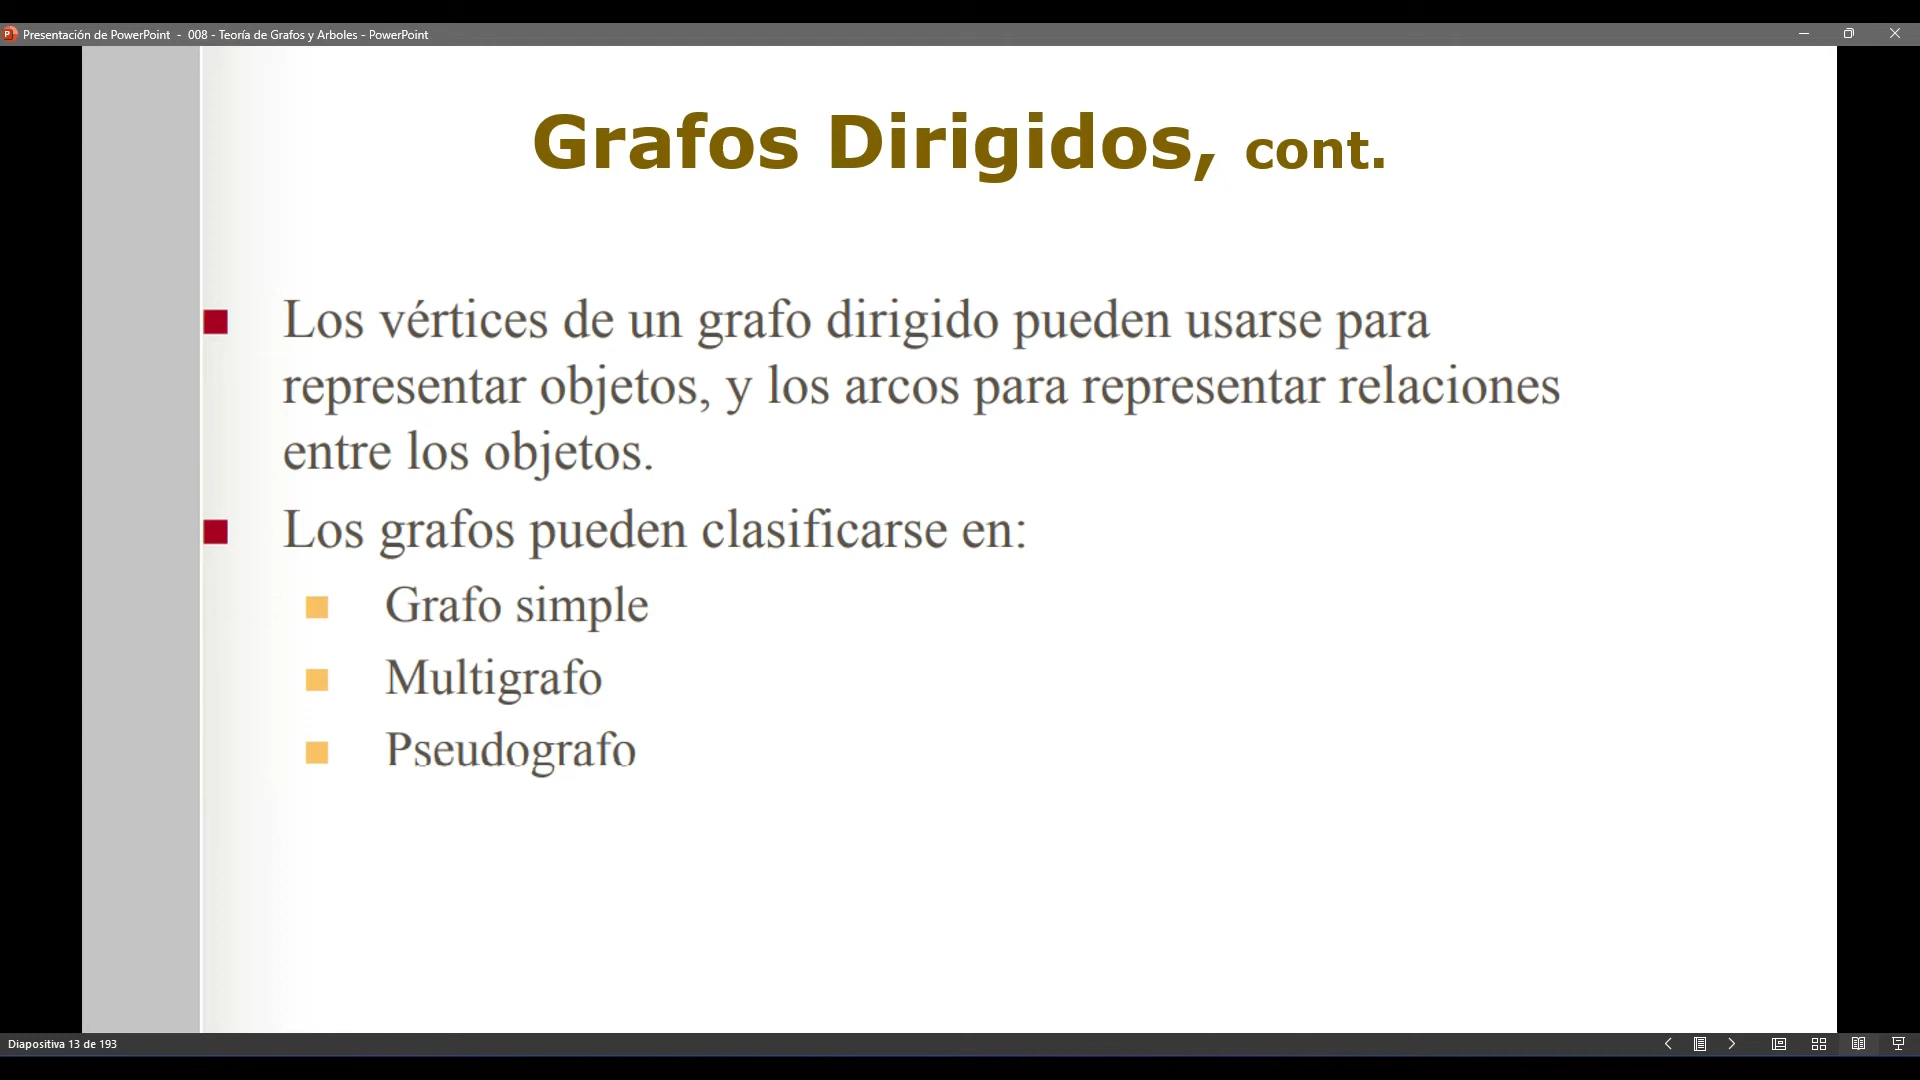 Presentación de PowerPoint - 008 - Teoría de Grafos y Arboles - PowerPoint
Grafos Dirigidos, cont.
Los vértices de un grafo dirigido pueden usarse para
representar objetos, y los arcos para representar relaciones
entre los objetos.
Los grafos pueden clasificarse en:
Grafo simple
Multigrafo
Pseudografo
Diapositiva 13 de 193